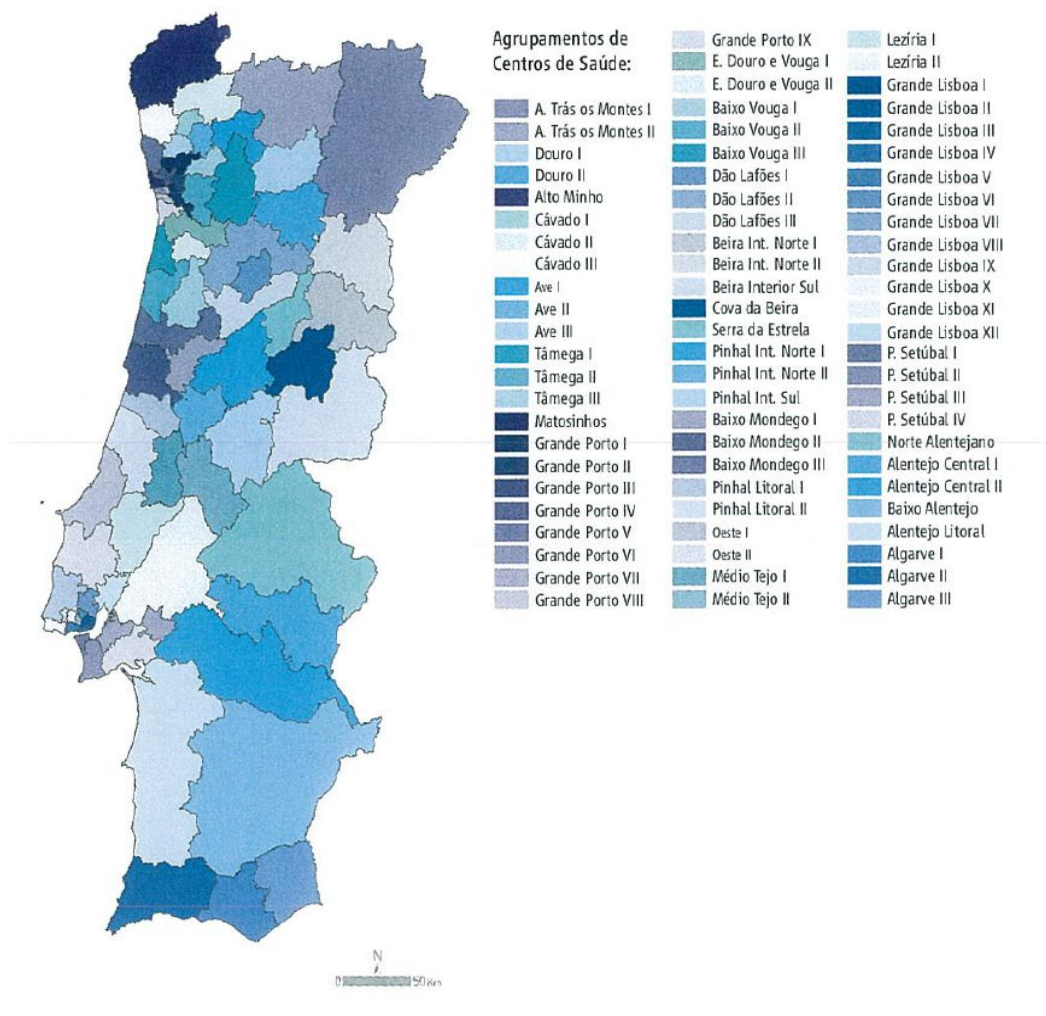 Agrupamentos de
Centros de Saúde:
A. Trás os Montes I
A. Trás os Montes II
Douro I
Douro II
Alto Minho
Cávado I
Cávado II
Cávado III
Ave I
Ave II
Ave III
Tâmega I
Tâmega II
Tâmega III
Matosinhos
Grande Porto I
Grande Porto II
Grande Porto III
Grande Porto IV
Grande Porto V
Grande Porto VI
Grande Porto VII
Grande Porto VIII
Grande Porto IX
E. Douro e Vouga I
E. Douro e Vouga II
Baixo Vouga I
Baixo Vouga II
Baixo Vouga III
Dão Lafões I
Dão Lafões II
Dão Lafões III
Beira Int. Norte I
Beira Int. Norte II
Beira Interior Sul
Cova da Beira
Serra da Estrela
Pinhal Int. Norte I
Pinhal Int. Norte II
Pinhal Int. Sul
Baixo Mondego I
Baixo Mondego II
Baixo Mondego III
Pinhal Litoral I
Pinhal Litoral II
Oeste I
Oeste II
Médio Tejo I
Médio Tejo II
Lezíria I
Lezíria II
Grande Lisboa I
Grande Lisboa II
Grande Lisboa III
Grande Lisboa IV
Grande Lisboa V
Grande Lisboa VI
Grande Lisboa VII
Grande Lisboa VIII
Grande Lisboa IX
Grande Lisboa X
Grande Lisboa XI
Grande Lisboa XII
P. Setúbal I
P. Setúbal II
P. Setúbal III
P. Setúbal IV
Norte Alentejano
Alentejo Central I
Alentejo Central II
Baixo Alentejo
Alentejo Litoral
Algarve I
Algarve II
Algarve III
N
0 50 Km